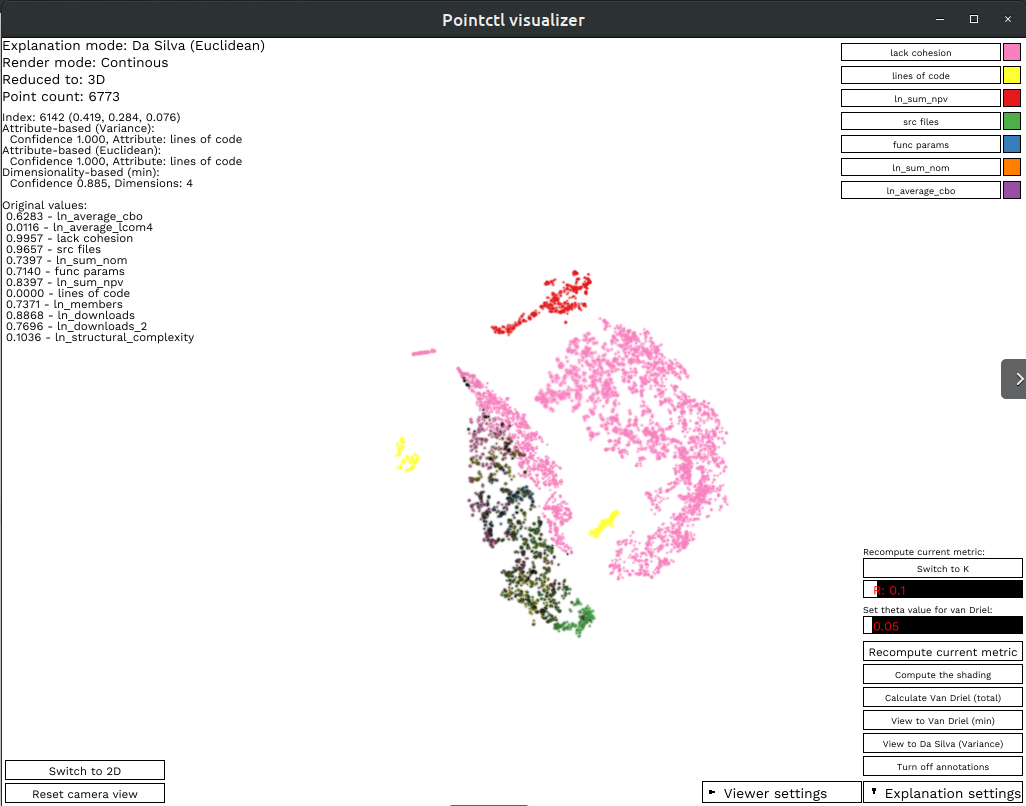 Pointctl visualizer
Explanation mode: Da Silva (Euclidean)
Render mode: Continous
Reduced to: 3D
Point count: 6773
Index: 6142 (0.419, 0.284, 0.076)
Attribute-based (Variance):
Confidence 1.000, Attribute: lines of code
Attribute-based (Euclidean):
Confidence 1.000, Attribute: lines of code
Dimensionality-based (min):
Confidence 0.885, Dimensions: 4
Original values:
0.6283 - ln_average_cbo
0.0116 - ln_average_lcom4
0.9957 - lack cohesion
0.9657 - src files
0.7397 - ln_sum_nom
0.7140 - func params
0.8397 - ln_sum_npv
0.0000 - lines of code
0.7371 - ln_members
0.8868 - ln_downloads
0.7696 - ln_downloads_2
0.1036 - ln_structural_complexity
lack cohesion
lines of code
ln_sum_npv
src files
func params
ln_sum_nom
ln_average_cbo
Recompute current metric:
Switch to K
R: 0.1
Set theta value for van Driel:
0.05
Recompute current metric
Compute the shading
Calculate Van Driel (total)
View to Van Driel (min)
View to Da Silva (Variance)
Turn off annotations
Switch to 2D
Reset camera view
Viewer settings
Explanation settings